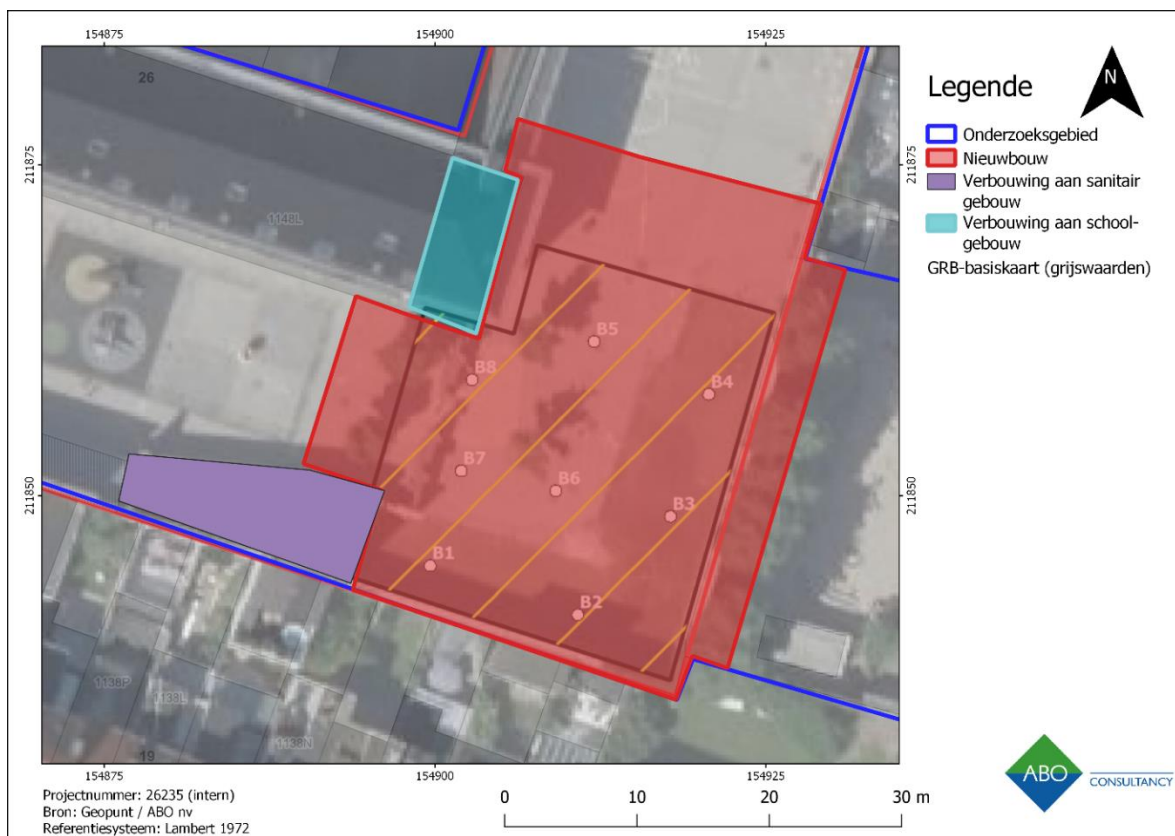 154875
154900
154925
Legende
N
Onderzoeksgebied
Nieuwbouw
Verbouwing aan sanitair
gebouw
Verbouwing aan school-
gebouw
GRB-basiskaart (grijswaarden)
26
211875
211875
1148L
B5
B8
B4
B7
B6
B3
211850
211850
B1
B2
1138P
1138L
1138N
19
154875
154900
154925
Projectnummer: 26235 (intern)
Bron: Geopunt / ABO nv
Referentiesysteem: Lambert 1972
0
10
20
30 m
ABO
CONSULTANCY